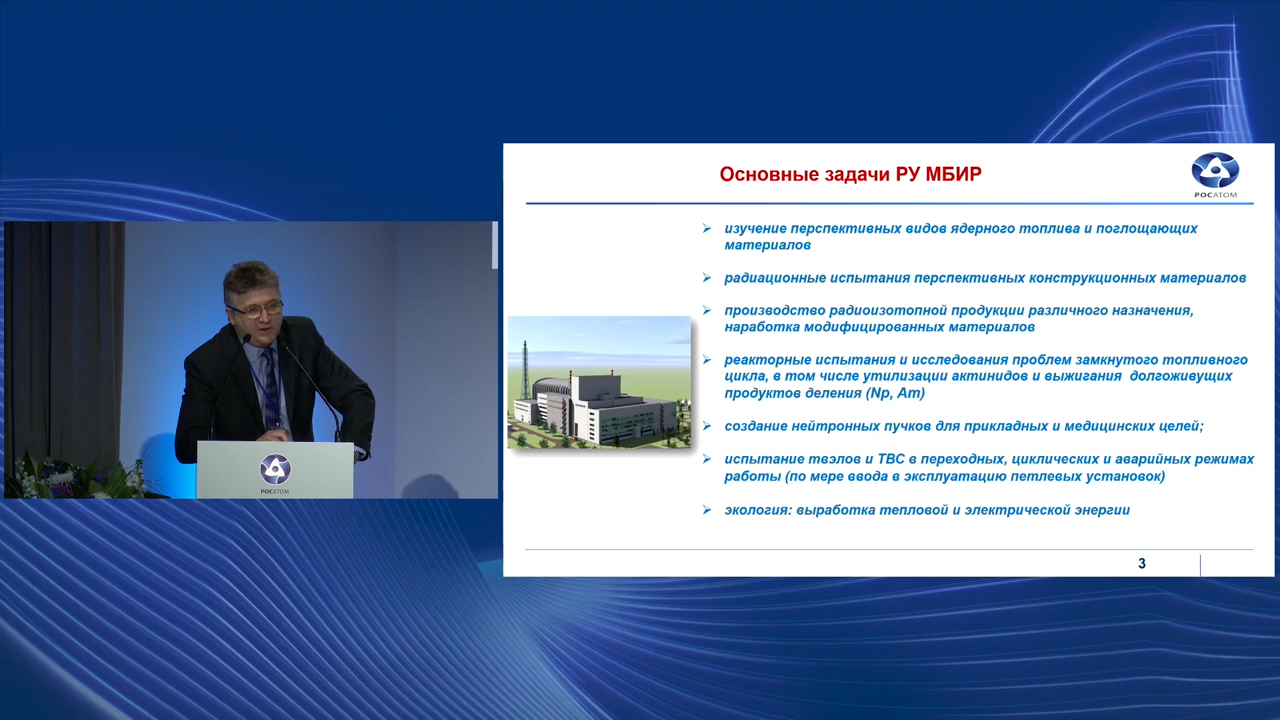 Основные задачи РУ МБИР
РОСАТОМ
изучение перспективных видов ядерного топлива и поглощающих
материалов
радиационные испытания перспективных конструкционных материалов
производство радиоизотопной продукции различного назначения,
наработка модифицированных материалов
реакторные испытания и исследования проблем замкнутого топливного
цикла, в том числе утилизации актинидов и выжигания долгоживущих
продуктов деления (Np, Am)
создание нейтронных пучков для прикладных и медицинских целей;
испытание твэлов и ТВС в переходных, циклических и аварийных режимах
работы (по мере ввода в эксплуатацию петлевых установок)
экология: выработка тепловой и электрической энергии
3
РОСАТОМ